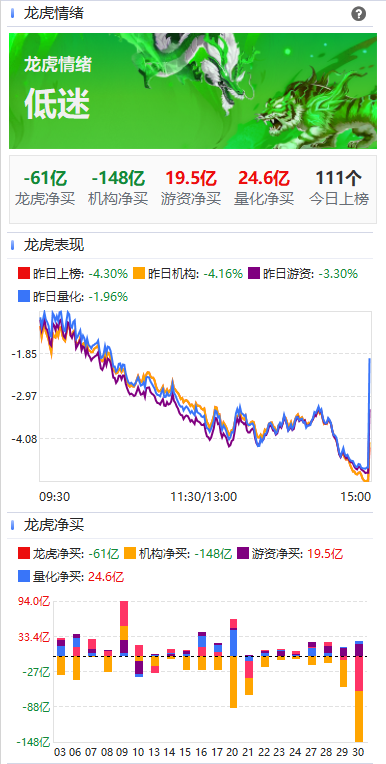 龙虎情绪
?
龙虎情绪
低迷
-61亿 -148亿 19.5亿 24.6亿 111个
龙虎净买 机构净买 游资净买 量化净买 今日上榜
龙虎表现
昨日上榜: -4.30% 昨日机构: -4.16% 昨日游资: -3.30%
昨日量化: -1.96%
-1.85
-2.97
-4.08
09:30 11:30/13:00 15:00
龙虎净买
龙虎净买: -61亿 机构净买: -148亿 游资净买: 19.5亿
量化净买: 24.6亿
94.0亿
33.4亿
-27亿
-88亿
-148亿
03 06 07 08 09 10 13 14 15 16 17 20 21 22 23 24 27 28 29 30